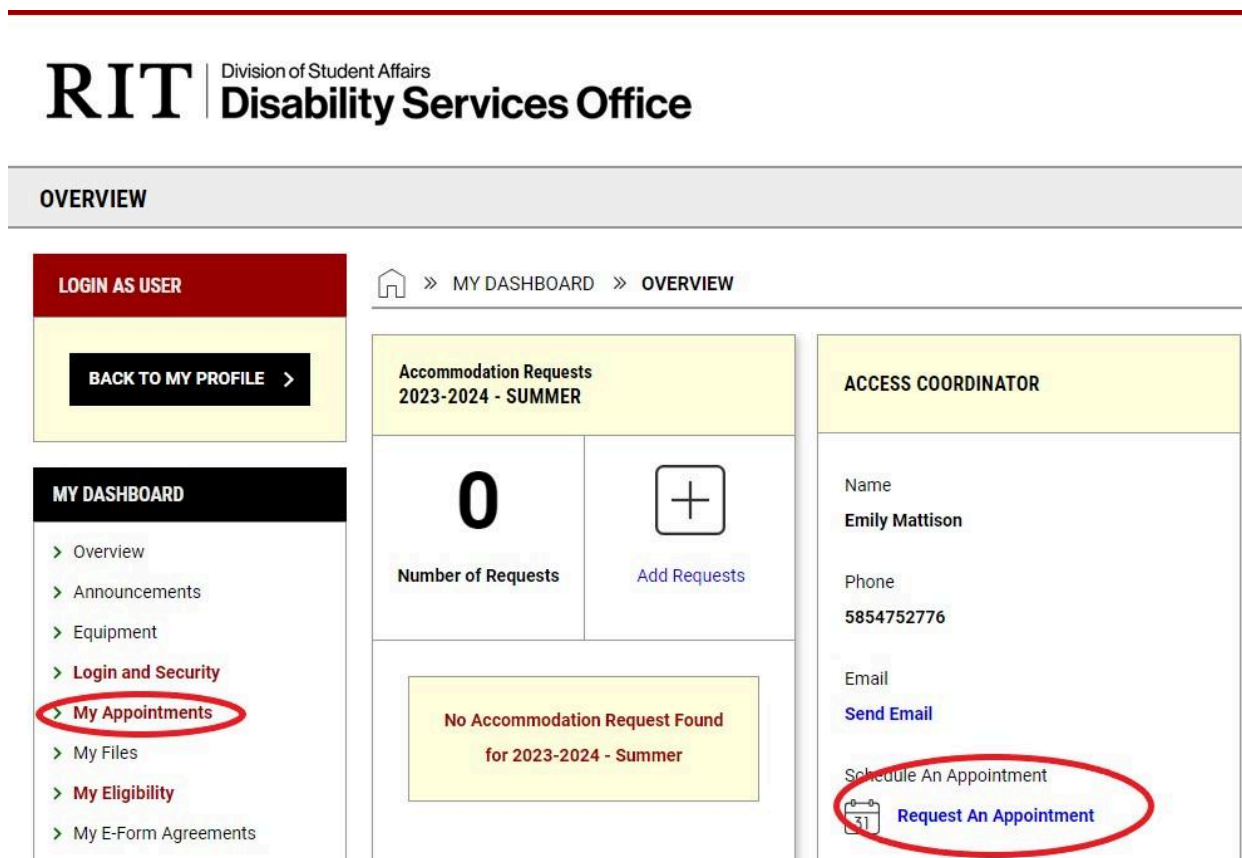 RIT
Division of Student Affairs
Disability Services Office
OVERVIEW
LOGIN AS USER
BACK TO MY PROFILE >
MY DASHBOARD
> Overview
> Announcements
> Equipment
> Login and Security
> My Appointments
> My Files
> My Eligibility
> My E-Form Agreements
» MY DASHBOARD » OVERVIEW
Accommodation Requests
2023-2024 - SUMMER
0
Number of Requests
Add Requests
No Accommodation Request Found
for 2023-2024 - Summer
ACCESS COORDINATOR
Name
Emily Mattison
Phone
5854752776
Email
Send Email
Schedule An Appointment
31
Request An Appointment